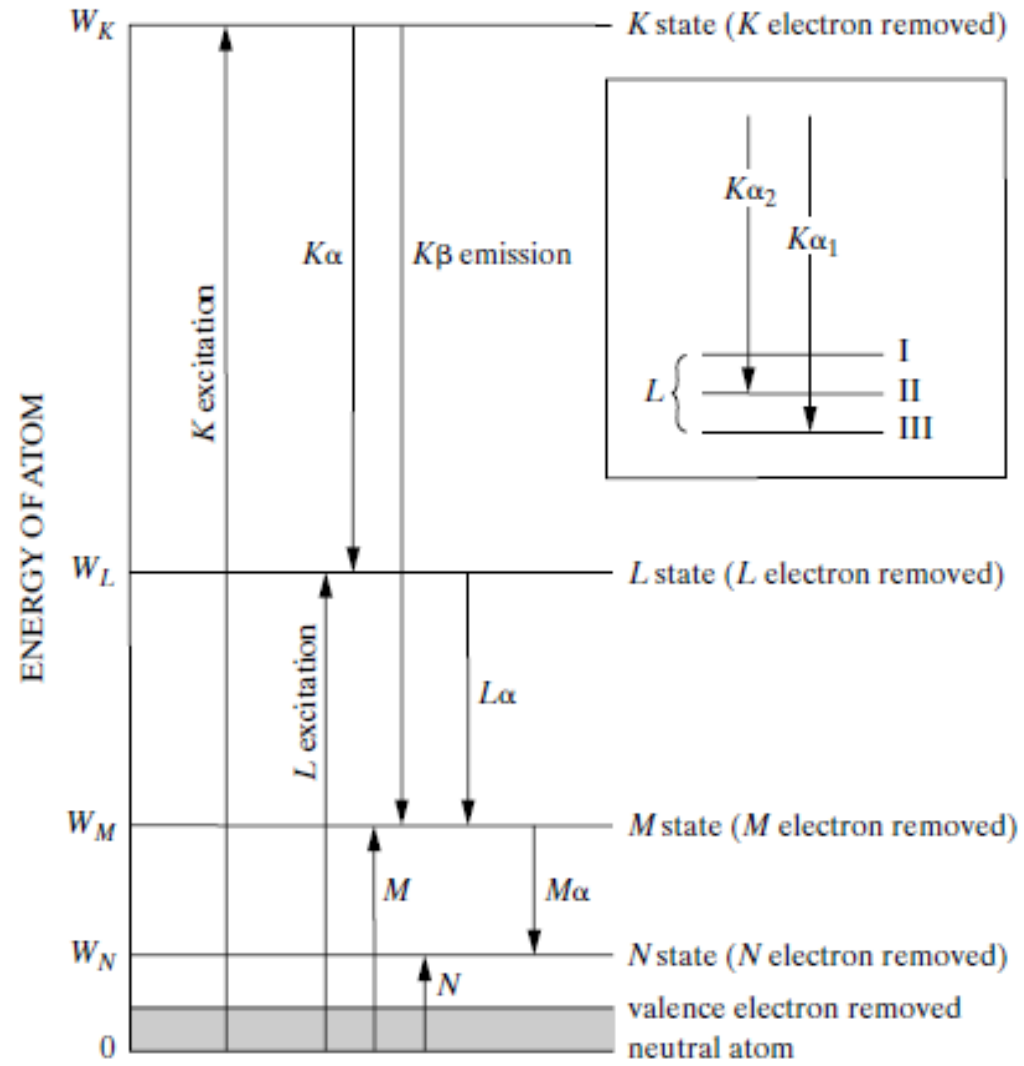 W_K
K state (K electron removed)
Kα₂
Kα₁
Kα
Kβ emission
K excitation
I
L
II
III
ENERGY OF ATOM
W_L
L state (L electron removed)
L excitation
Lα
W_M
M state (M electron removed)
M
Mα
W_N
N state (N electron removed)
N
valence electron removed
0
neutral atom